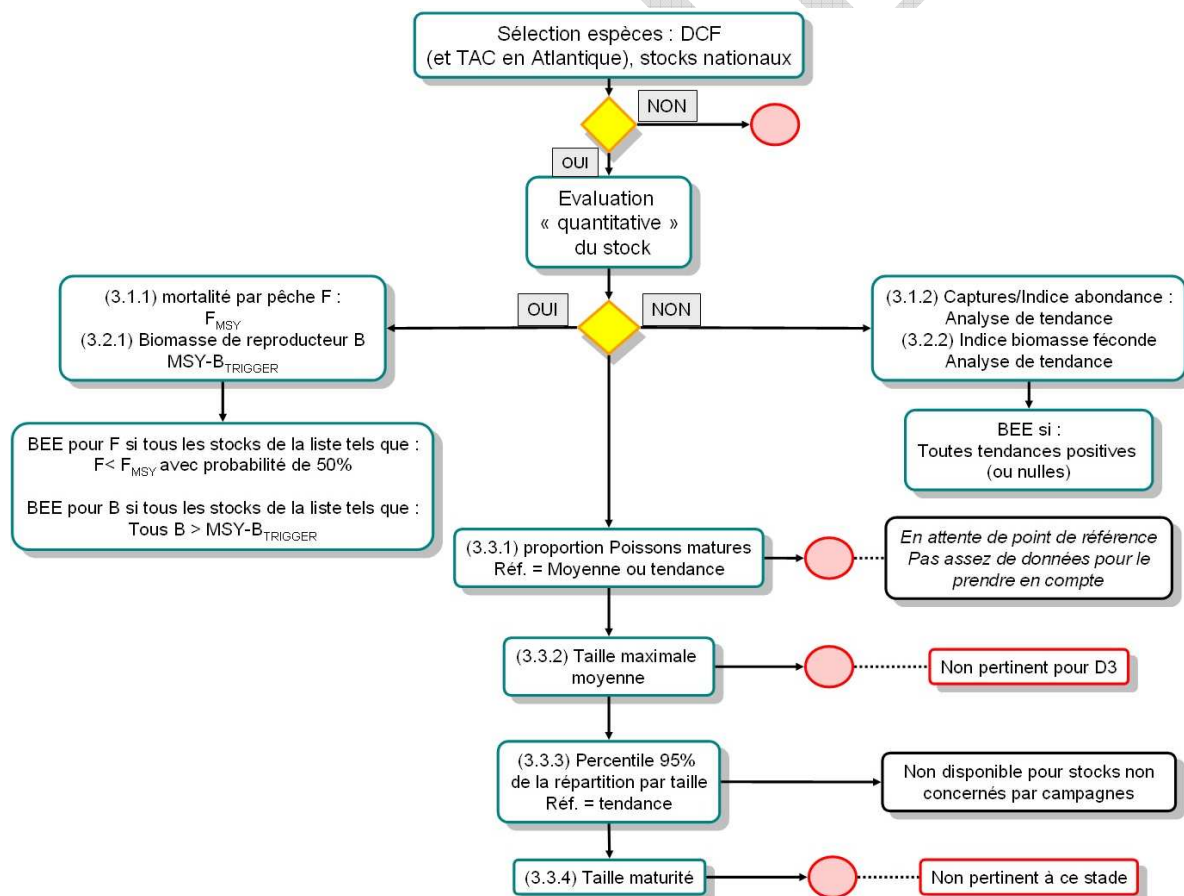 Sélection espèces : DCF
(et TAC en Atlantique), stocks nationaux
NON
OUI
Evaluation
« quantitative »
du stock
OUI
NON
(3.1.1) mortalité par pêche F :
F_MSY
(3.2.1) Biomasse de reproducteur B
MSY-B_TRIGGER
(3.1.2) Captures/Indice abondance :
Analyse de tendance
(3.2.2) Indice biomasse féconde
Analyse de tendance
BEE pour F si tous les stocks de la liste tels que :
F< F_MSY avec probabilité de 50%
BEE pour B si tous les stocks de la liste tels que :
Tous B > MSY-B_TRIGGER
BEE si :
Toutes tendances positives
(ou nulles)
(3.3.1) proportion Poissons matures
Réf. = Moyenne ou tendance
En attente de point de référence
Pas assez de données pour le
prendre en compte
(3.3.2) Taille maximale
moyenne
Non pertinent pour D3
(3.3.3) Percentile 95%
de la répartition par taille
Réf. = tendance
Non disponible pour stocks non
concernés par campagnes
(3.3.4) Taille maturité
Non pertinent à ce stade